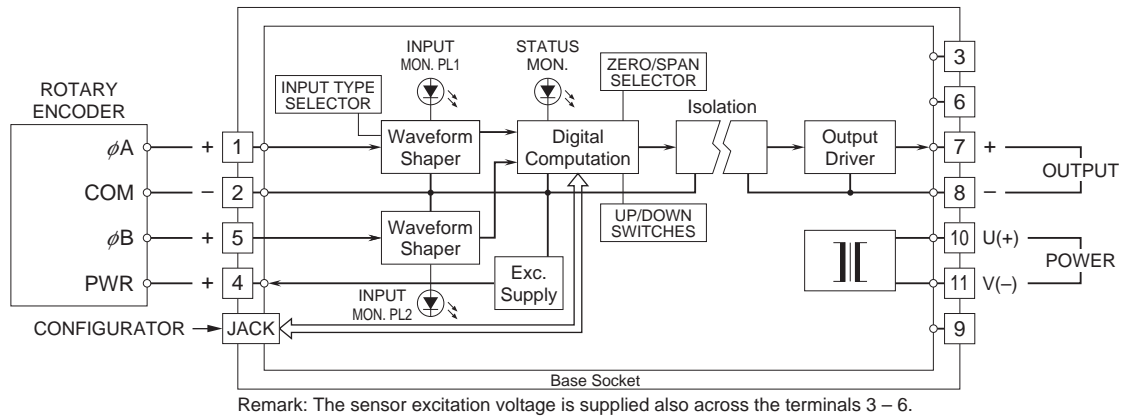 ROTARY
ENCODER
φA
COM
φB
PWR
+ 1
– 2
+ 5
+ 4
CONFIGURATOR
JACK
INPUT
MON. PL1
INPUT TYPE
SELECTOR
Waveform
Shaper
Waveform
Shaper
INPUT
MON. PL2
STATUS
MON.
ZERO/SPAN
SELECTOR
Digital
Computation
UP/DOWN
SWITCHES
Exc.
Supply
Isolation
Output
Driver
3
6
7 +
8 –
OUTPUT
10 U(+)
11 V(–)
POWER
9
Base Socket
Remark: The sensor excitation voltage is supplied also across the terminals 3 – 6.